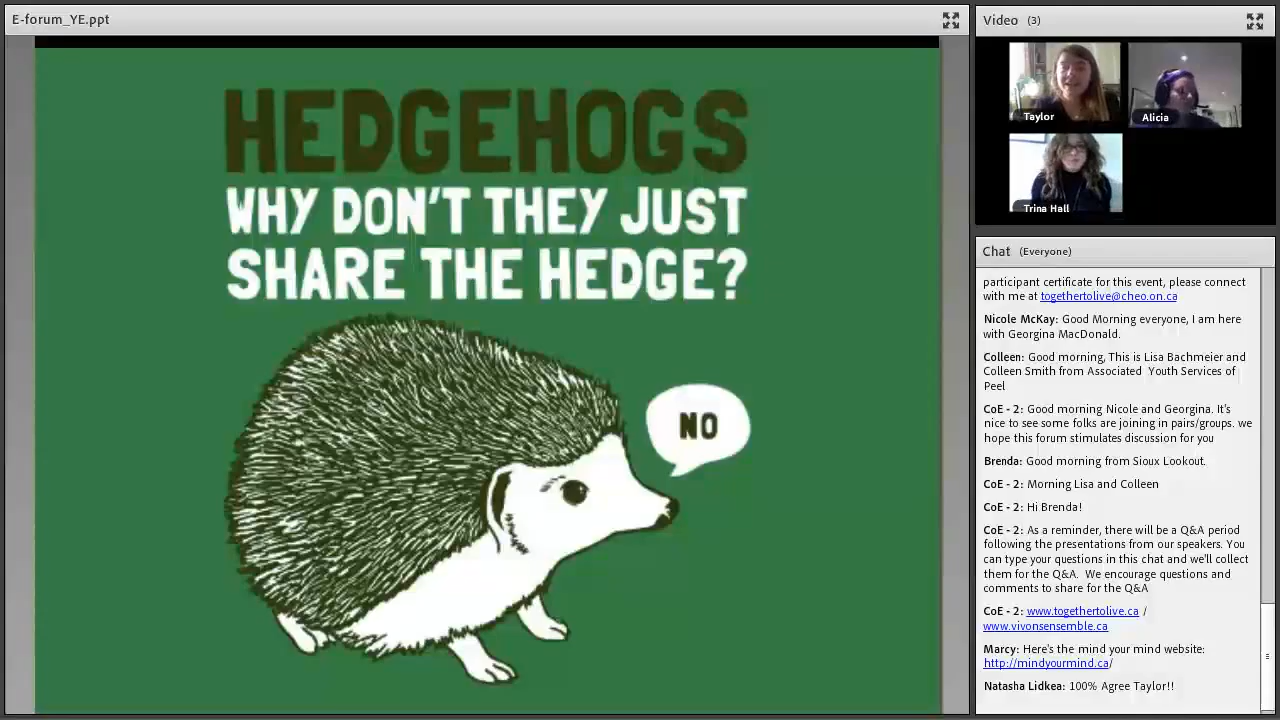 E-forum_YE.ppt
HEDGEHOGS
WHY DON'T THEY JUST
SHARE THE HEDGE?
NO
Video (3)
Taylor
Alicia
Trina Hall
Chat (Everyone)
participant certificate for this event, please connect
with me at togethertolive@cheo.on.ca
Nicole McKay: Good Morning everyone, I am here
with Georgina MacDonald.
Colleen: Good morning, This is Lisa Bachmeier and
Colleen Smith from Associated Youth Services of
Peel
CoE - 2: Good morning Nicole and Georgina. It's
nice to see some folks are joining in pairs/groups. we
hope this forum stimulates discussion for you
Brenda: Good morning from Sioux Lookout.
CoE - 2: Morning Lisa and Colleen
CoE - 2: Hi Brenda!
CoE - 2: As a reminder, there will be a Q&A period
following the presentations from our speakers. You
can type your questions in this chat and we'll collect
them for the Q&A. We encourage questions and
comments to share for the Q&A
CoE - 2: www.togethertolive.ca /
www.vivonsensemble.ca
Marcy: Here's the mind your mind website:
http://mindyourmind.ca/
Natasha Lidkea: 100% Agree Taylor!!